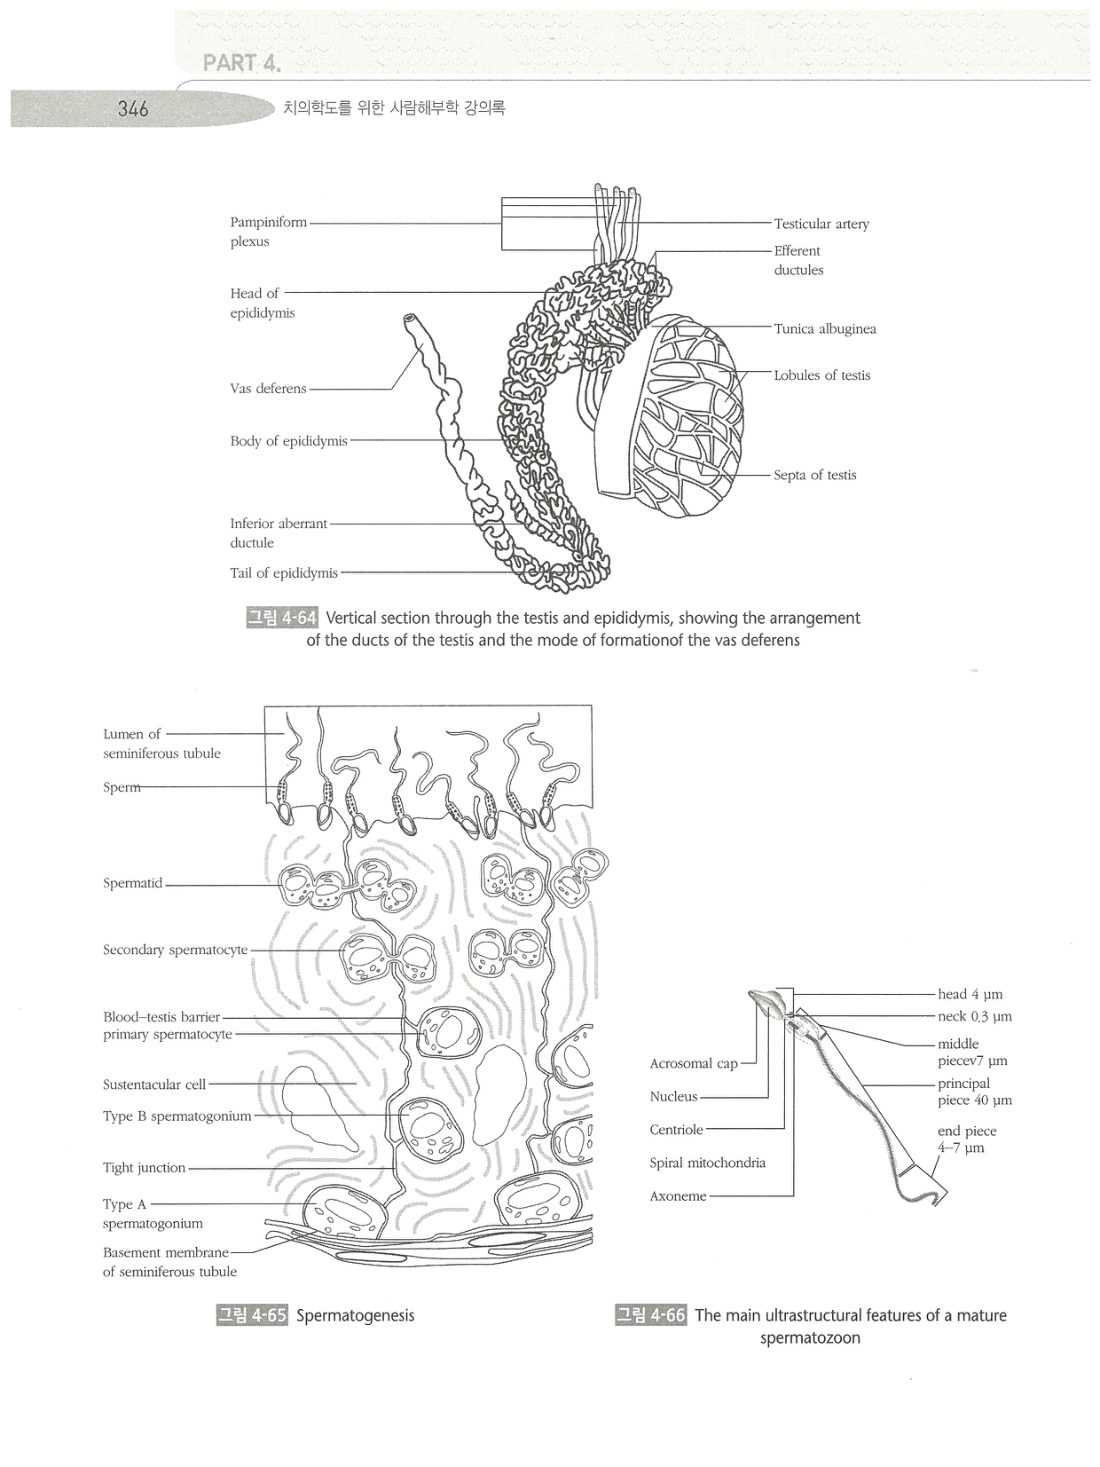 PART 4.
346
치의학도를 위한 사람해부학 강의록
Pampiniform
plexus
Head of
epididymis
Vas deferens
Body of epididymis
Inferior aberrant
ductule
Tail of epididymis
Testicular artery
Efferent
ductules
Tunica albuginea
Lobules of testis
Septa of testis
그림 4-64 Vertical section through the testis and epididymis, showing the arrangement
of the ducts of the testis and the mode of formationof the vas deferens
Lumen of
seminiferous tubule
Sperm
Spermatid
Secondary spermatocyte
Blood–testis barrier
primary spermatocyte
Sustentacular cell
Type B spermatogonium
Tight junction
Type A
spermatogonium
Basement membrane
of seminiferous tubule
그림 4-65 Spermatogenesis
Acrosomal cap
Nucleus
Centriole
Spiral mitochondria
Axoneme
head 4 μm
neck 0.3 μm
middle
piecev7 μm
principal
piece 40 μm
end piece
4–7 μm
그림 4-66 The main ultrastructural features of a mature
spermatozoon